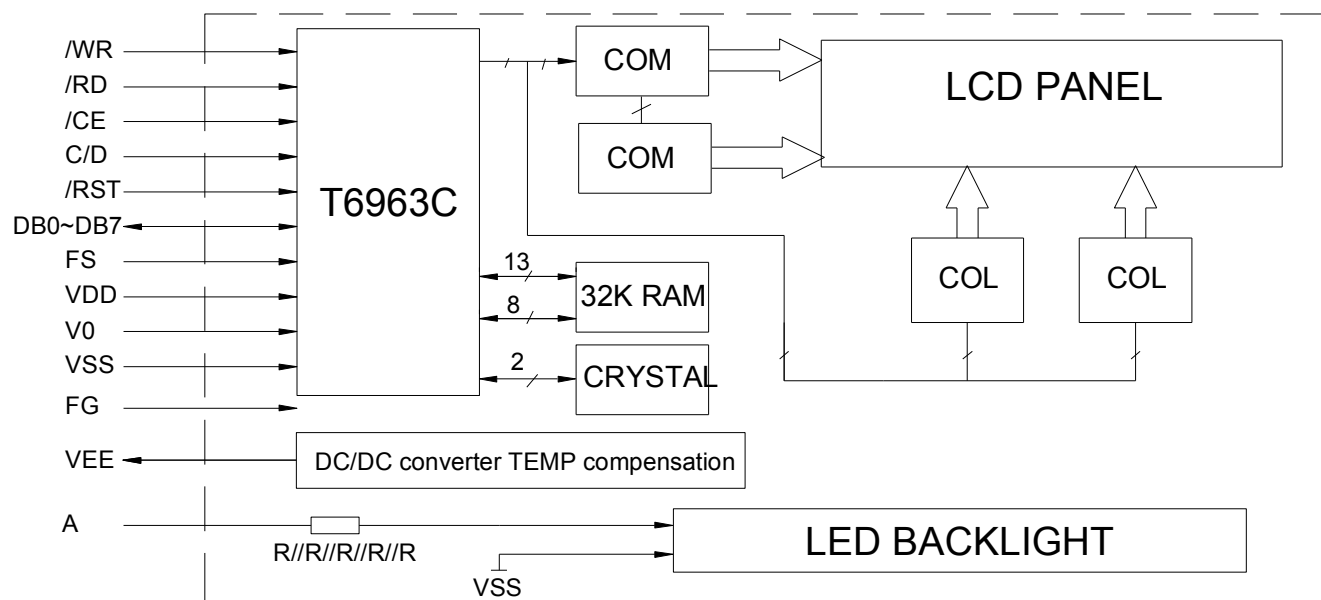 /WR
/RD
/CE
C/D
/RST
DB0~DB7
FS
VDD
V0
VSS
FG
VEE
A
T6963C
COM
COM
LCD PANEL
13
8
32K RAM
2
CRYSTAL
COL
COL
DC/DC converter TEMP compensation
R//R//R//R//R
VSS
LED BACKLIGHT